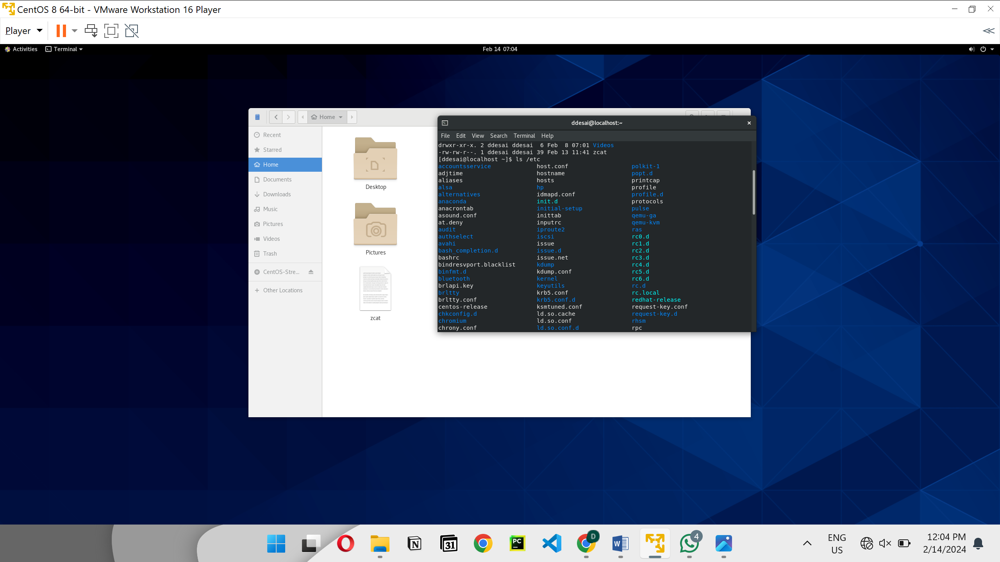 CentOS 8 64-bit - VMware Workstation 16 Player
Player
Activities
Terminal
Feb 14 07:04
Home
Recent
Starred
Home
Documents
Downloads
Music
Pictures
Videos
Trash
CentOS-Stre...
Other Locations
Desktop
Pictures
zcat
ddesai@localhost:~
File Edit View Search Terminal Help
drwxr-xr-x. 2 ddesai ddesai  6 Feb  8 07:01 Videos
-rw-rw-r--. 1 ddesai ddesai 39 Feb 13 11:41 zcat
[ddesai@localhost ~]$ ls /etc
accountsservice host.conf polkit-1
adjtime hostname popt.d
aliases hosts printcap
alsa hp profile
alternatives idmapd.conf profile.d
anaconda init.d protocols
anacrontab initial-setup pulse
asound.conf inittab qemu-ga
at.deny inputrc qemu-kvm
audit iproute2 ras
authselect iscsi rc0.d
avahi issue rc1.d
bash_completion.d issue.d rc2.d
bashrc issue.net rc3.d
bindresvport.blacklist kdump rc4.d
binfmt.d kdump.conf rc5.d
bluetooth kernel rc6.d
brlapi.key keyutils rc.d
brltty krb5.conf rc.local
brltty.conf krb5.conf.d redhat-release
centos-release ksmtuned.conf request-key.conf
chkconfig.d ld.so.cache request-key.d
chromium ld.so.conf rhsm
chrony.conf ld.so.conf.d rpc
N
31
PC
D
W
4
ENG
US
12:04 PM
2/14/2024